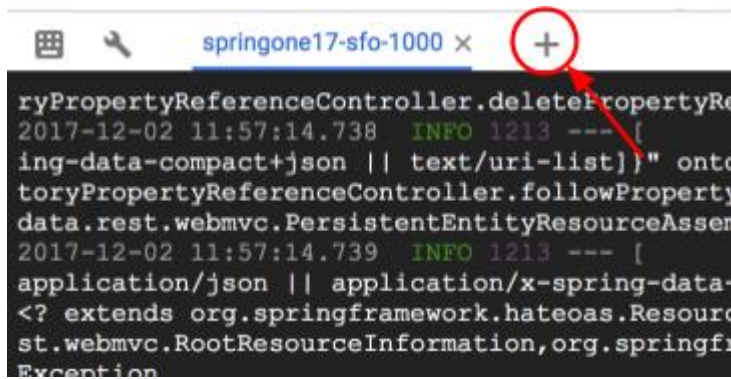 springone17-sfo-1000 ×
ryPropertyReferenceController.deletePropertyRe
2017-12-02 11:57:14.738 INFO 1213 --- [
ing-data-compact+json || text/uri-list]}" onto
toryPropertyReferenceController.followProperty
data.rest.webmvc.PersistentEntityResourceAssem
2017-12-02 11:57:14.739 INFO 1213 --- [
application/json || application/x-spring-data-
<? extends org.springframework.hateoas.Resourc
st.webmvc.RootResourceInformation,org.springfr
Exception